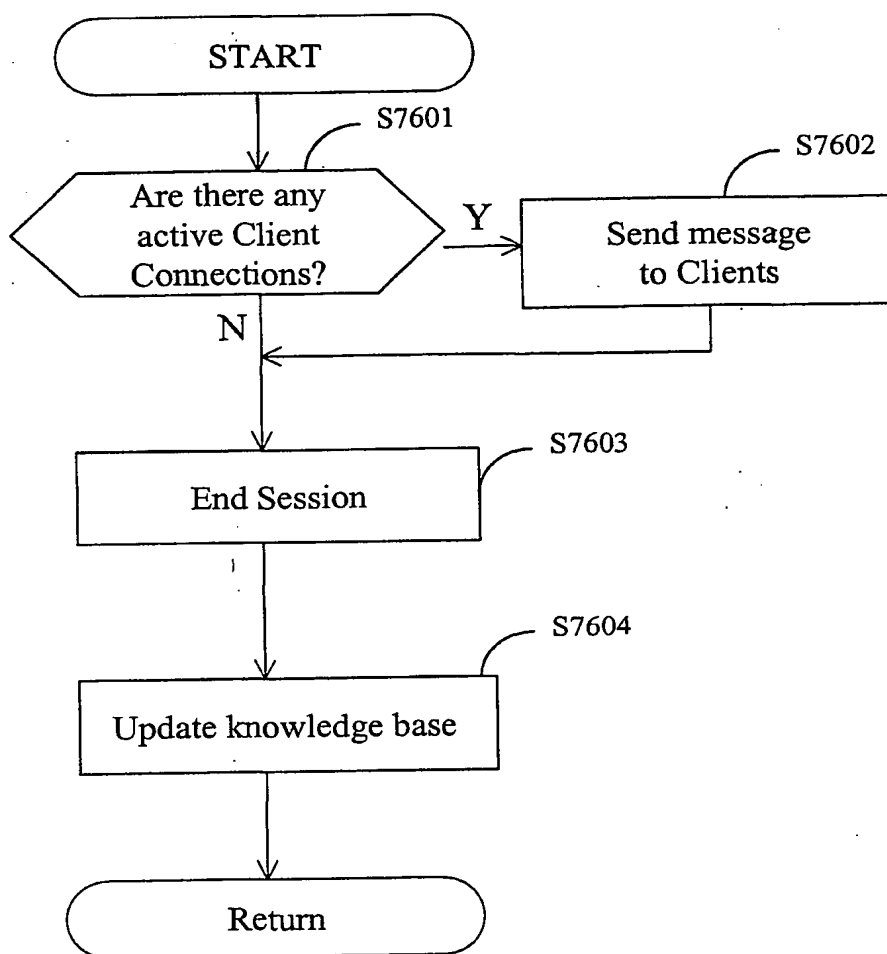 START
S7601
S7602
Are there any
active Client
Connections?
Y
Send message
to Clients
N
S7603
End Session
S7604
Update knowledge base
Return